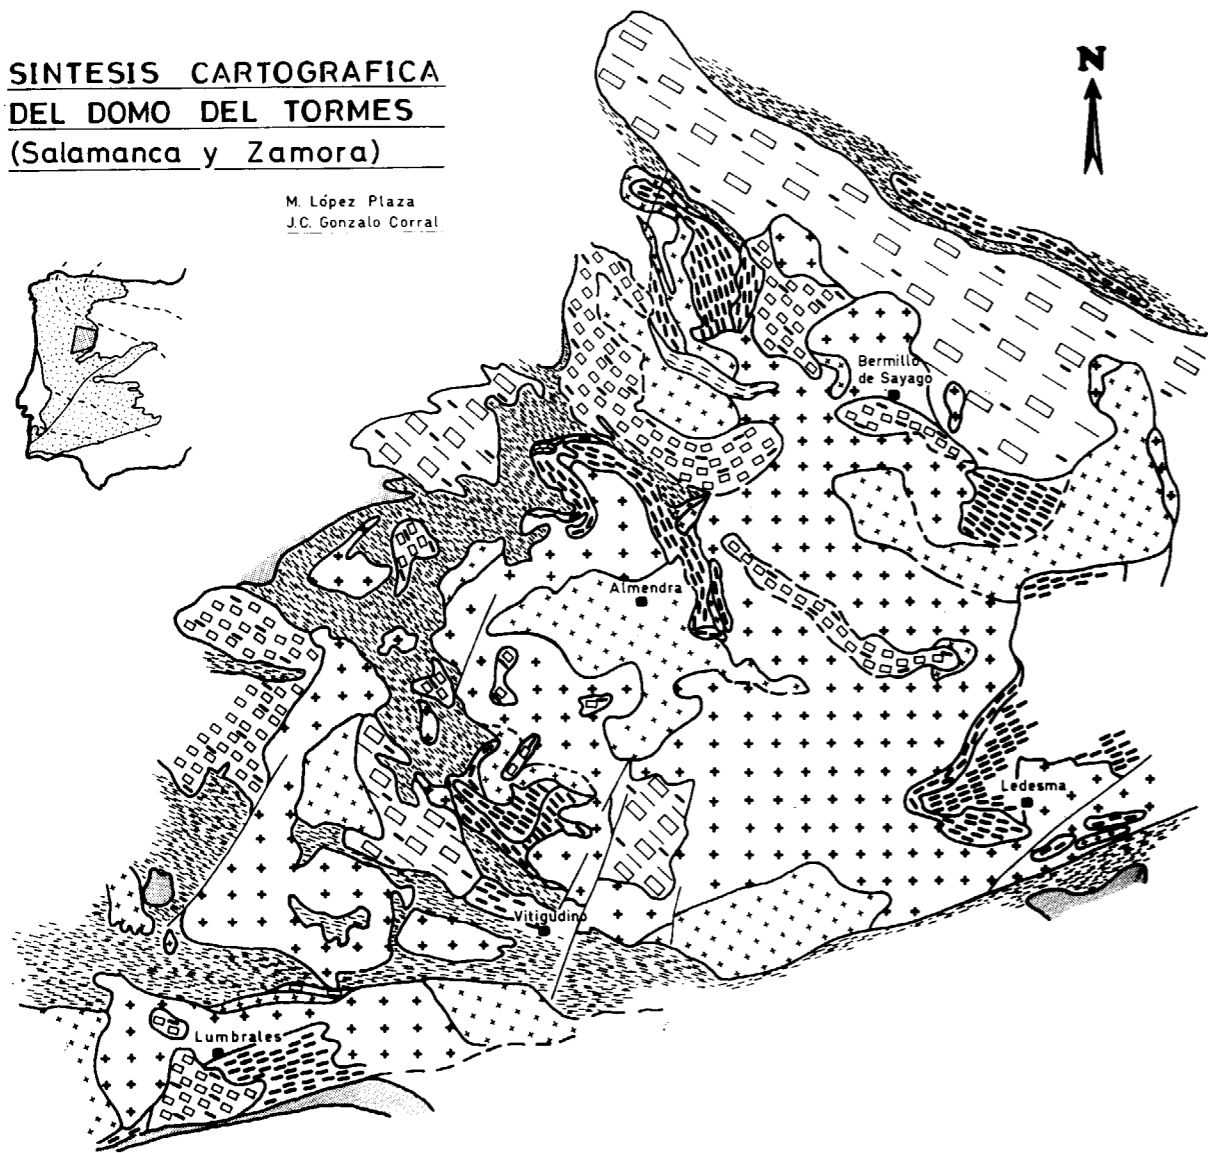 SINTESIS CARTOGRAFICA
DEL DOMO DEL TORMES
(Salamanca y Zamora)
M. López Plaza
J.C. Gonzalo Corral
N
Bermillo
de Sayago
Almendra
Ledesma
Vitigudino
Lumbrales